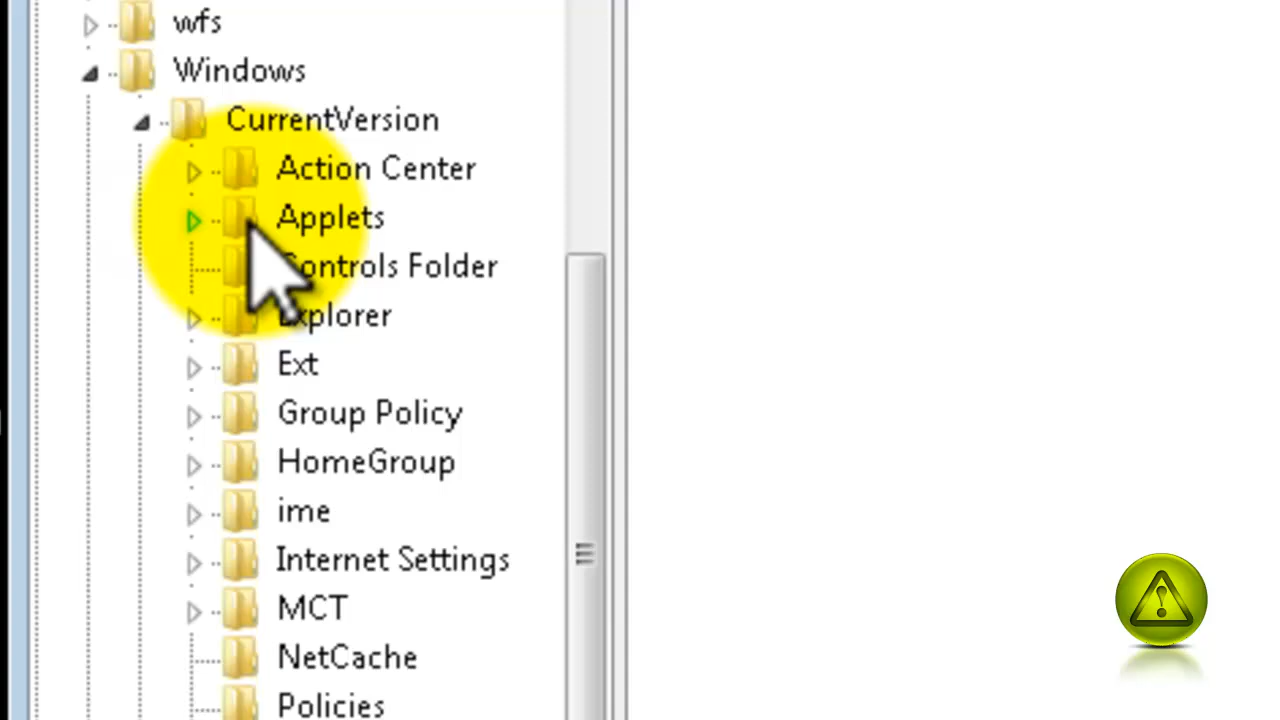 wfs
Windows
CurrentVersion
Action Center
Applets
Controls Folder
Explorer
Ext
Group Policy
HomeGroup
ime
Internet Settings
MCT
NetCache
Policies